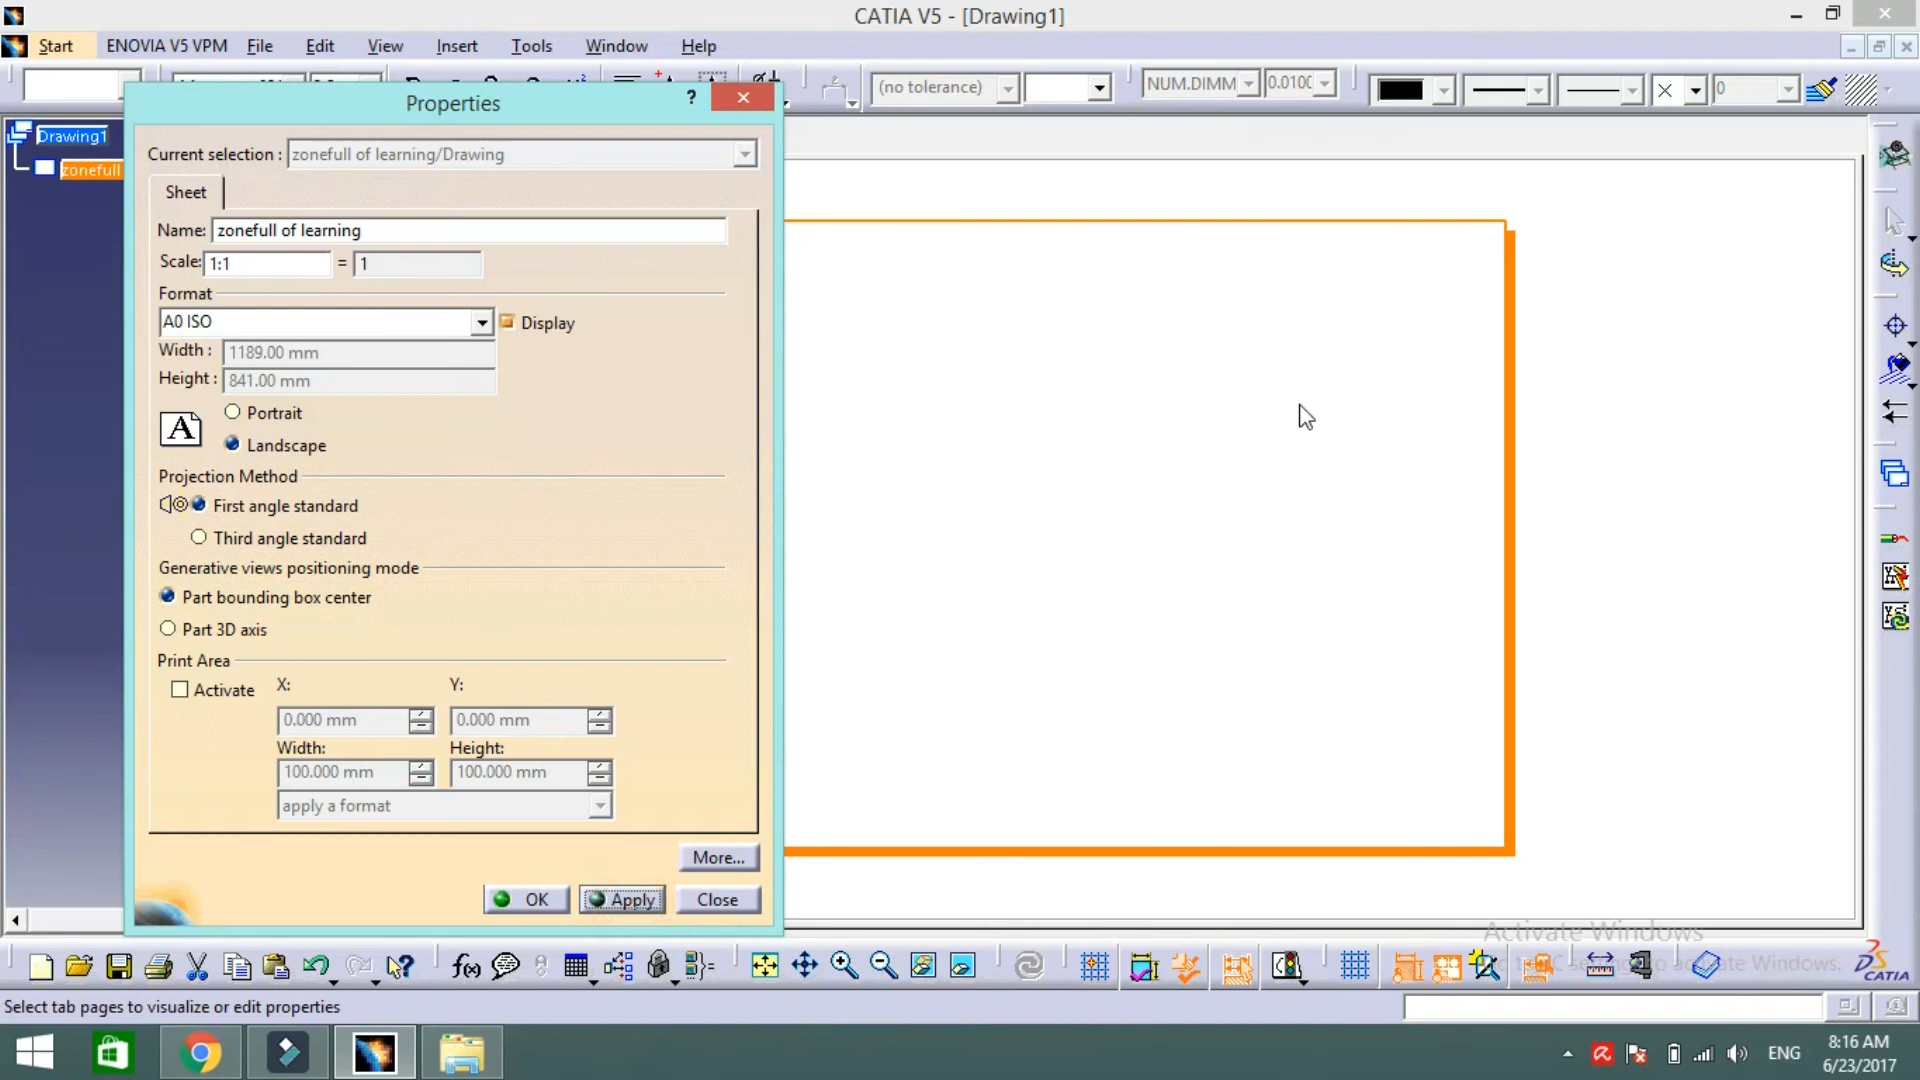 CATIA V5 - [Drawing1]
Start ENOVIA V5 VPM File Edit View Insert Tools Window Help
(no tolerance) NUM.DIMM 0.010( 0
Properties ?
Drawing1
zonefull
Current selection : zonefull of learning/Drawing
Sheet
Name: zonefull of learning
Scale: 1:1 = 1
Format
A0 ISO Display
Width : 1189.00 mm
Height : 841.00 mm
A
Portrait
Landscape
Projection Method
First angle standard
Third angle standard
Generative views positioning mode
Part bounding box center
Part 3D axis
Print Area
Activate X: Y:
0.000 mm 0.000 mm
Width: Height:
100.000 mm 100.000 mm
apply a format
More...
OK Apply Close
Activate Windows
activate Windows.
f(x)
CATIA
Select tab pages to visualize or edit properties
ENG
8:16 AM
6/23/2017